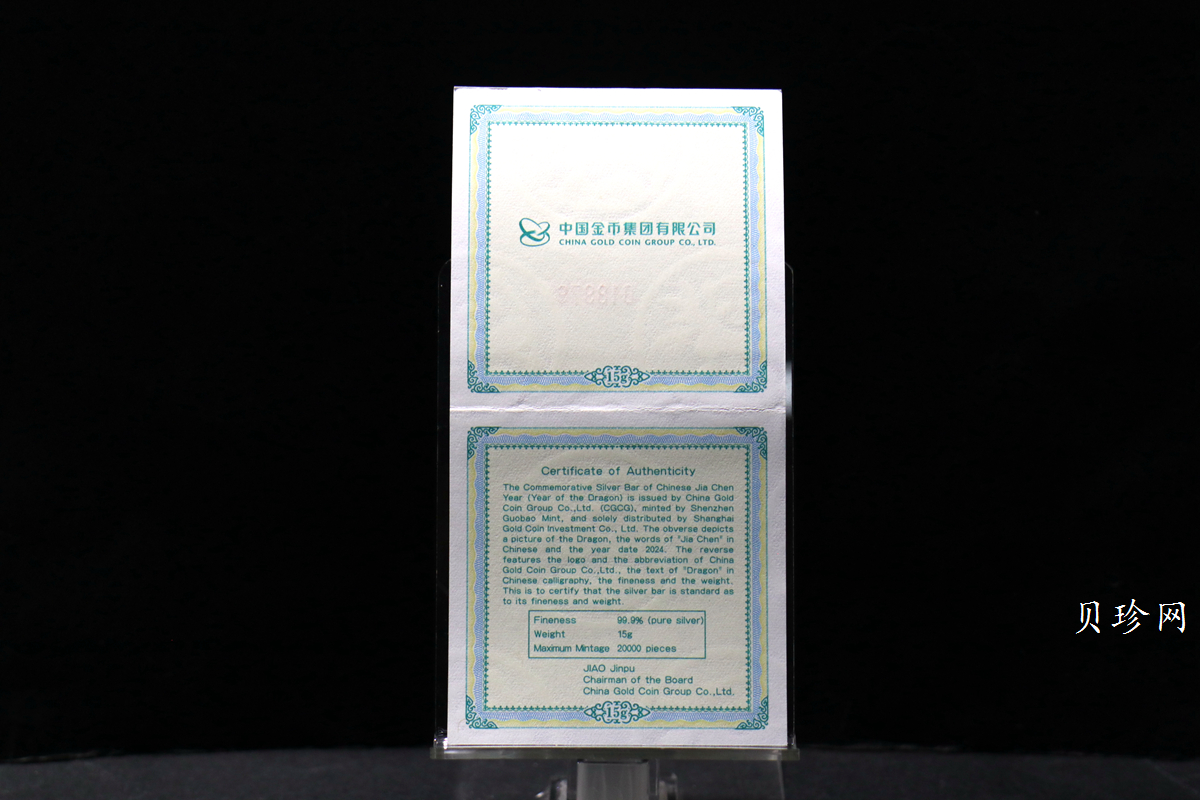 中国金币集团有限公司
CHINA GOLD COIN GROUP CO., LTD.
15g
Certificate of Authenticity
The Commemorative Silver Bar of Chinese Jia Chen
Year (Year of the Dragon) is issued by China Gold
Coin Group Co.,Ltd. (CGCG), minted by Shenzhen
Guobao Mint, and solely distributed by Shanghai
Gold Coin Investment Co., Ltd. The obverse depicts
a picture of the Dragon, the words of "Jia Chen" in
Chinese and the year date 2024. The reverse
features the logo and the abbreviation of China
Gold Coin Group Co.,Ltd., the text of "Dragon" in
Chinese calligraphy, the fineness and the weight.
This is to certify that the silver bar is standard as
to its fineness and weight.
Fineness 99.9% (pure silver)
Weight 15g
Maximum Mintage 20000 pieces
JIAO Jinpu
Chairman of the Board
China Gold Coin Group Co.,Ltd.
15g
贝珍网